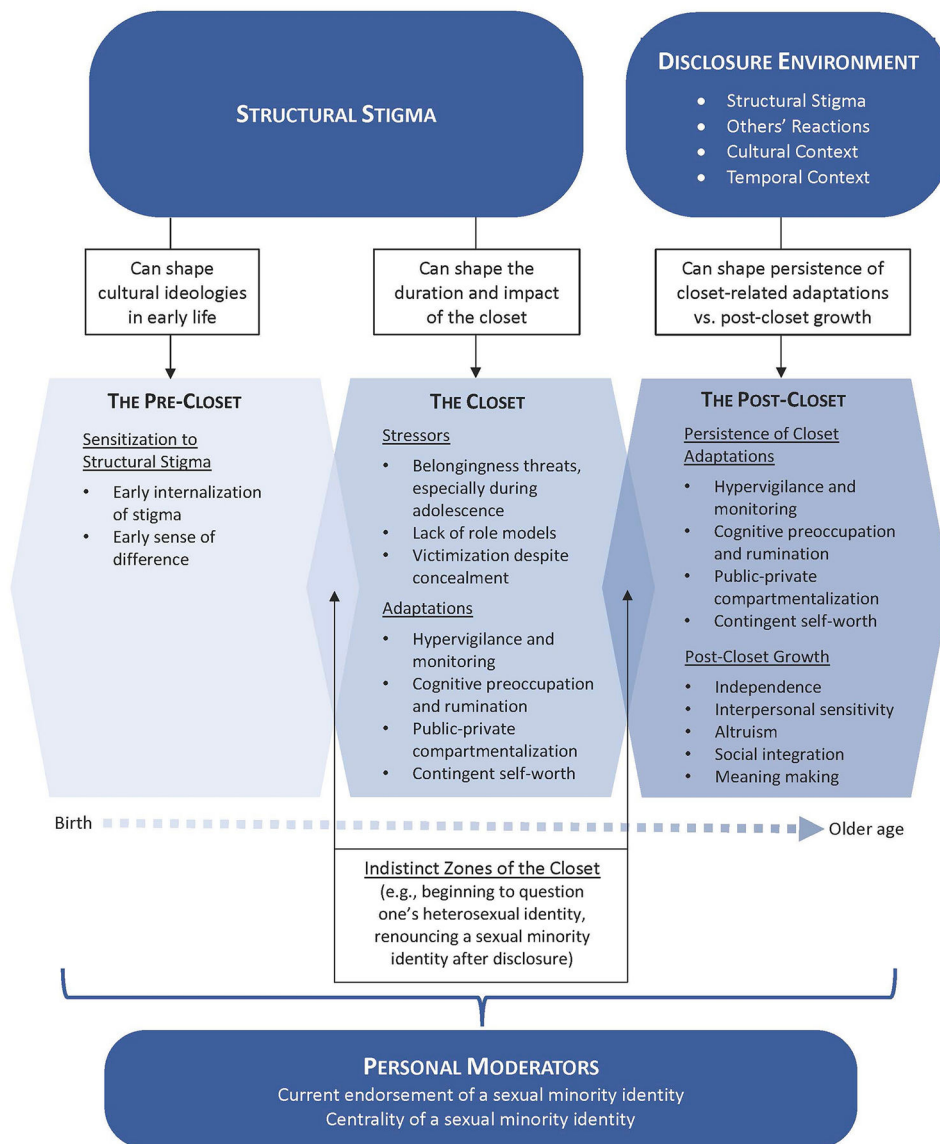 STRUCTURAL STIGMA
DISCLOSURE ENVIRONMENT
• Structural Stigma
• Others' Reactions
• Cultural Context
• Temporal Context
Can shape
cultural ideologies
in early life
Can shape the
duration and impact
of the closet
Can shape persistence of
closet-related adaptations
vs. post-closet growth
THE PRE-CLOSET
Sensitization to
Structural Stigma
• Early internalization
of stigma
• Early sense of
difference
THE CLOSET
Stressors
• Belongingness threats,
especially during
adolescence
• Lack of role models
• Victimization despite
concealment
Adaptations
• Hypervigilance and
monitoring
• Cognitive preoccupation
and rumination
• Public-private
compartmentalization
• Contingent self-worth
THE POST-CLOSET
Persistence of Closet
Adaptations
• Hypervigilance and
monitoring
• Cognitive preoccupation
and rumination
• Public-private
compartmentalization
• Contingent self-worth
Post-Closet Growth
• Independence
• Interpersonal sensitivity
• Altruism
• Social integration
• Meaning making
Birth
Older age
Indistinct Zones of the Closet
(e.g., beginning to question
one's heterosexual identity,
renouncing a sexual minority
identity after disclosure)
PERSONAL MODERATORS
Current endorsement of a sexual minority identity
Centrality of a sexual minority identity